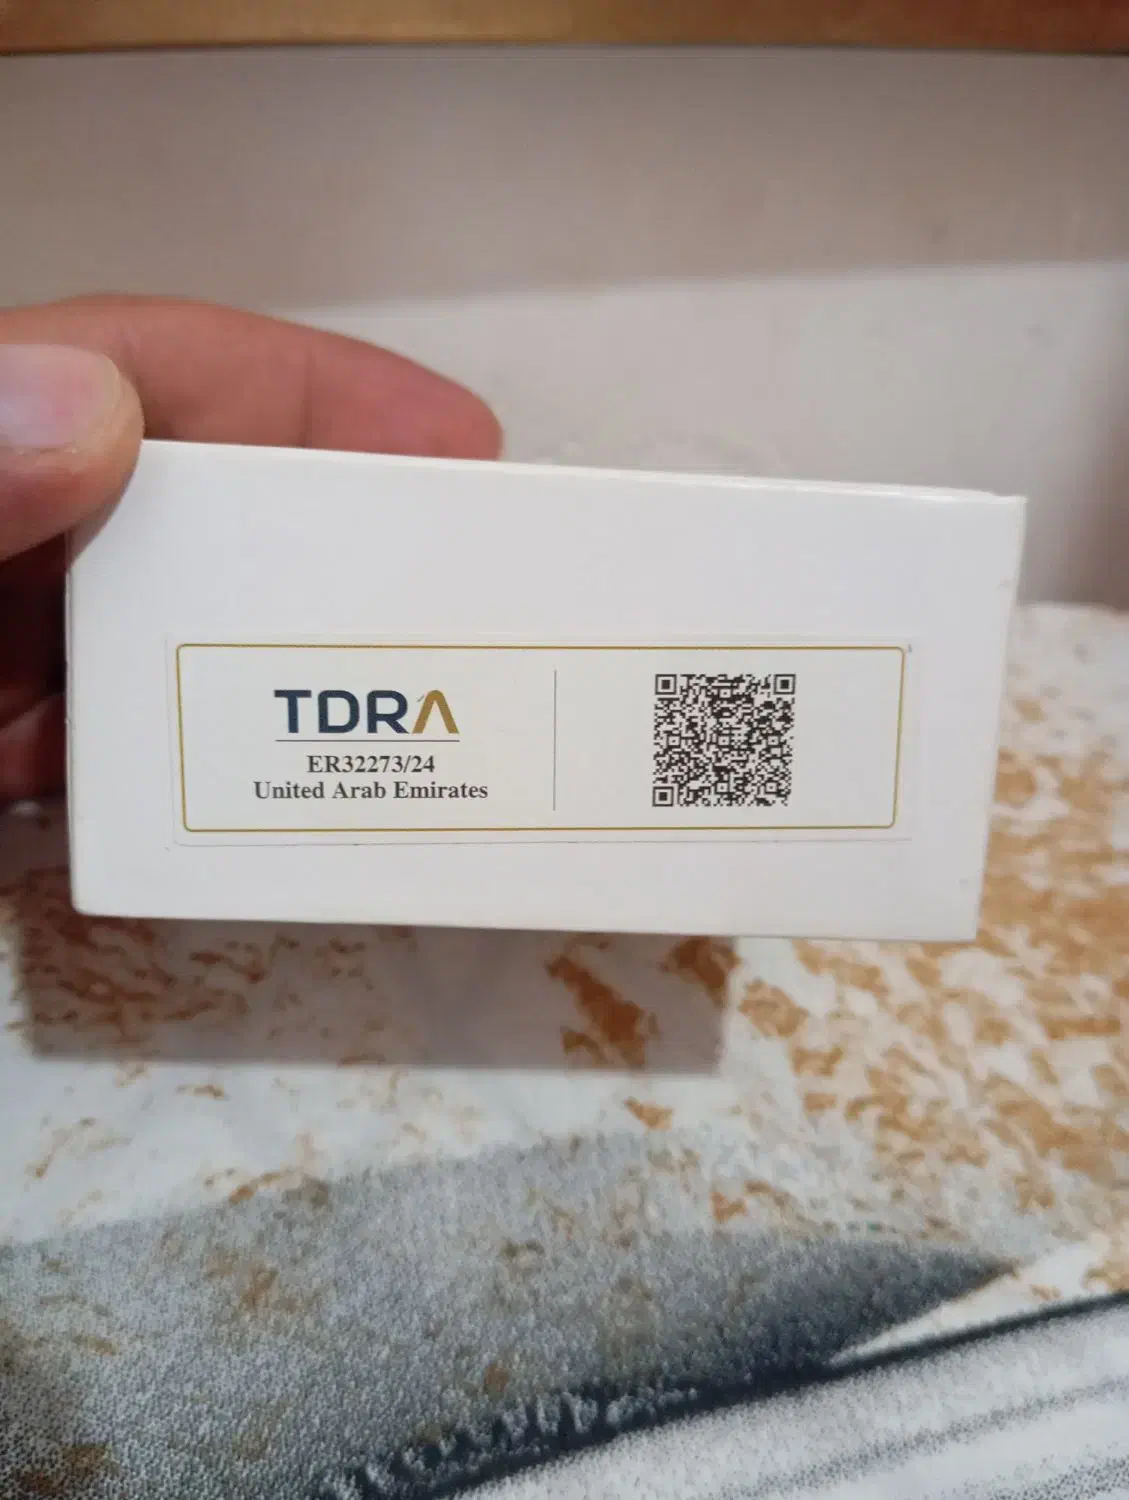 TDRA
ER32273/24
United Arab Emirates